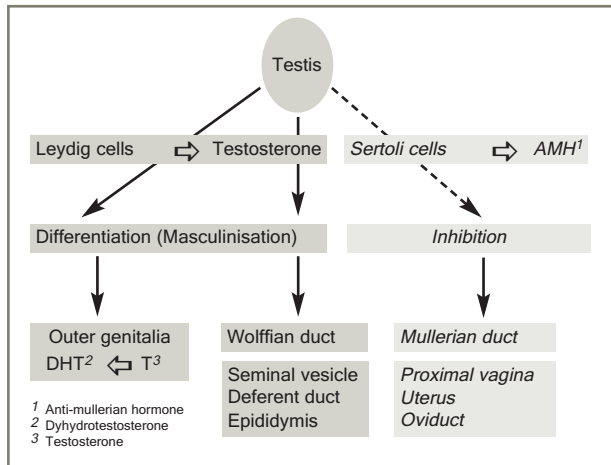 Testis
Leydig cells ⇨ Testosterone
Sertoli cells ⇨ AMH¹
Differentiation (Masculinisation)
Inhibition
Outer genitalia
DHT² ⇦ T³
Wolffian duct
Seminal vesicle
Deferent duct
Epididymis
Mullerian duct
Proximal vagina
Uterus
Oviduct
1 Anti-mullerian hormone
2 Dyhydrotestosterone
3 Testosterone